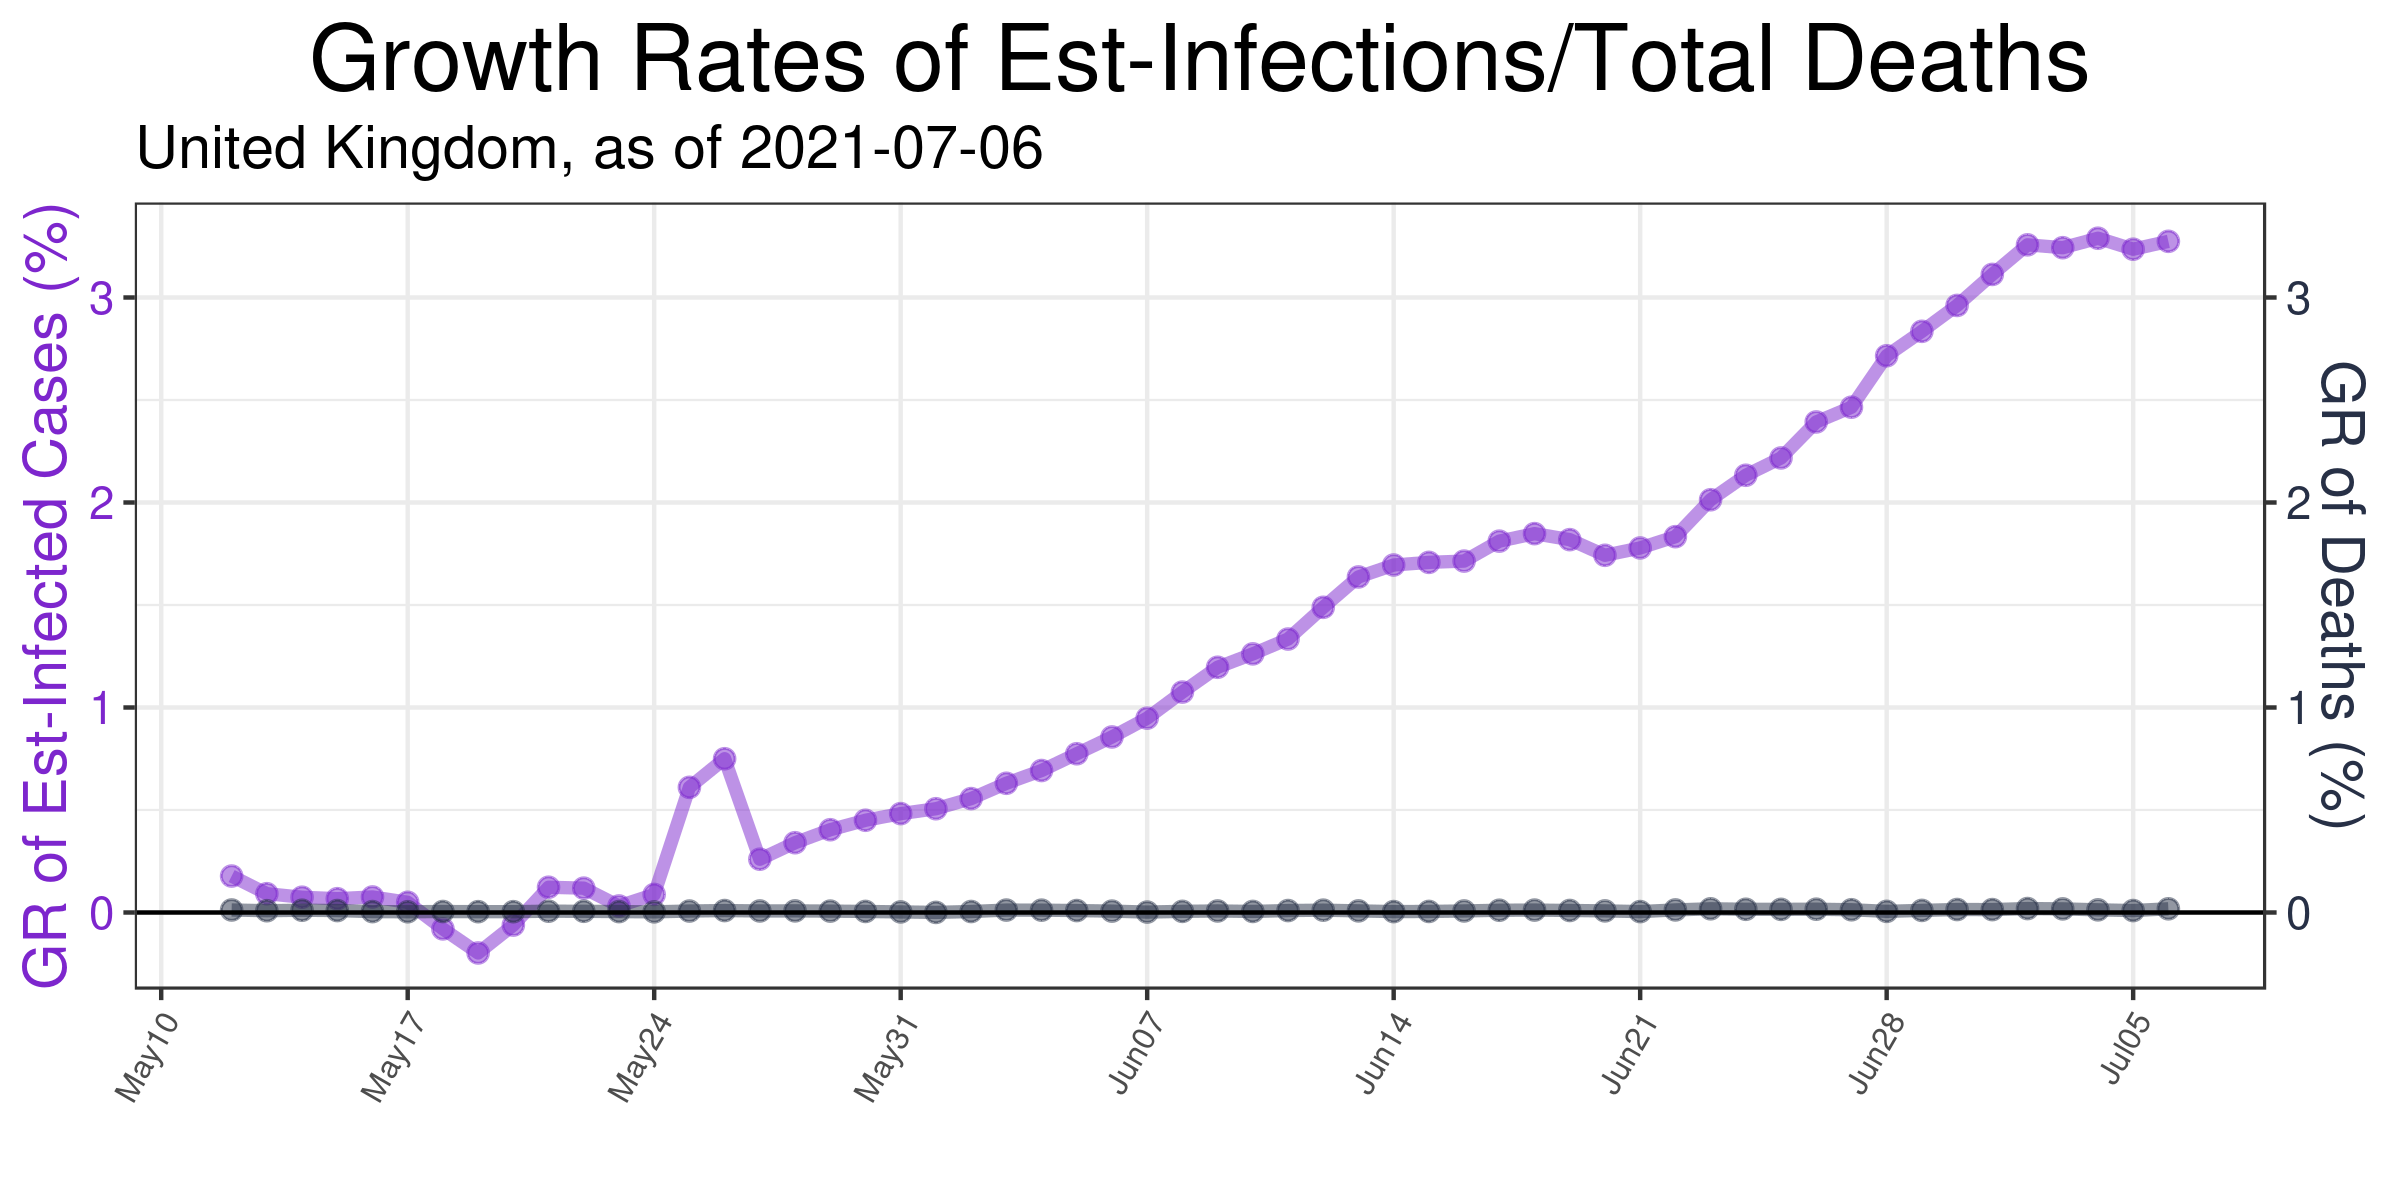 Growth Rates of Est-Infections/Total Deaths
United Kingdom, as of 2021-07-06
GR of Est-Infected Cases (%)
3
2
1
0
3
2
1
0
GR of Deaths (%)
May10
May17
May24
May31
Jun07
Jun14
Jun21
Jun28
Jul05